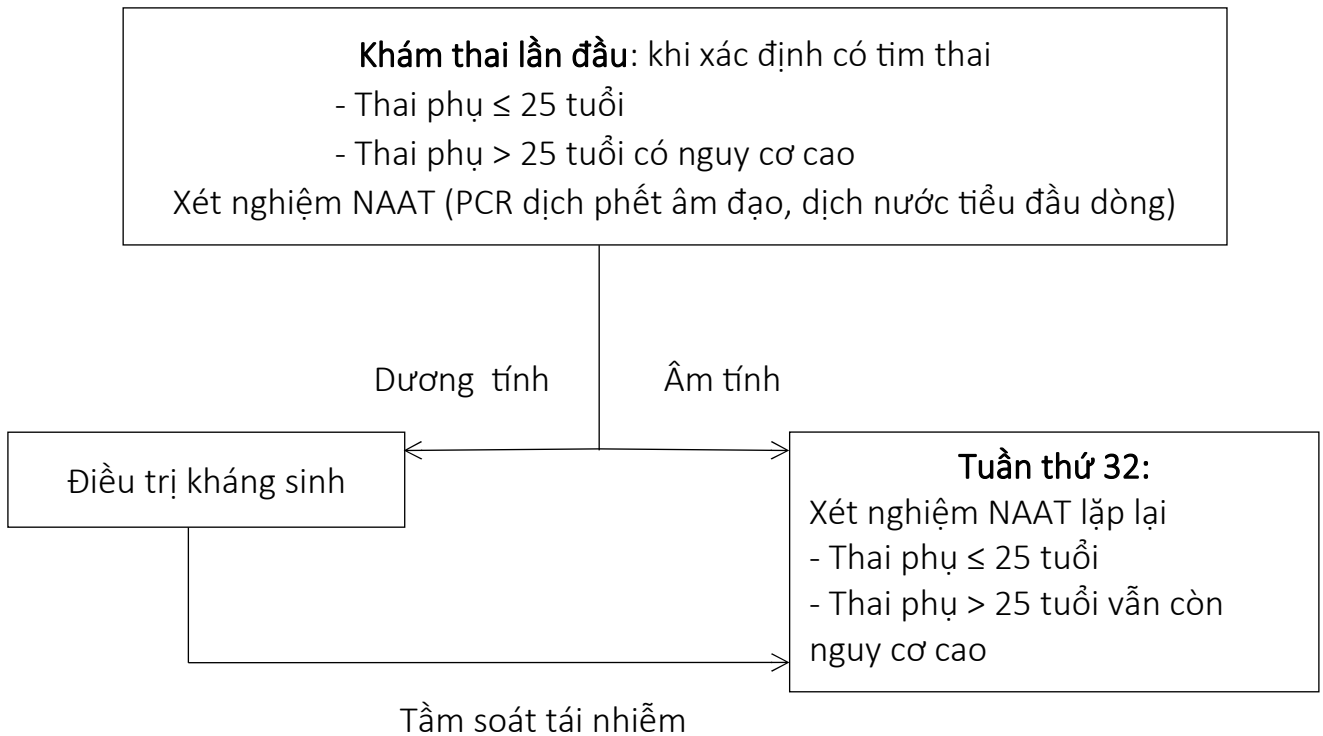 Khám thai lần đầu: khi xác định có tim thai
- Thai phụ ≤ 25 tuổi
- Thai phụ > 25 tuổi có nguy cơ cao
Xét nghiệm NAAT (PCR dịch phết âm đạo, dịch nước tiểu đầu dòng)
Dương tính
Âm tính
Điều trị kháng sinh
Tuần thứ 32:
Xét nghiệm NAAT lặp lại
- Thai phụ ≤ 25 tuổi
- Thai phụ > 25 tuổi vẫn còn
nguy cơ cao
Tầm soát tái nhiễm